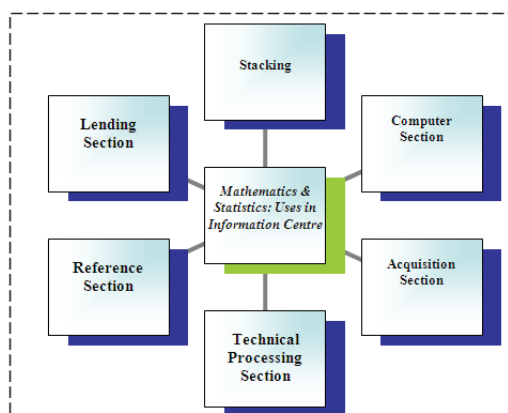 Stacking
Lending
Section
Computer
Section
Mathematics &
Statistics: Uses in
Information Centre
Reference
Section
Acquisition
Section
Technical
Processing
Section